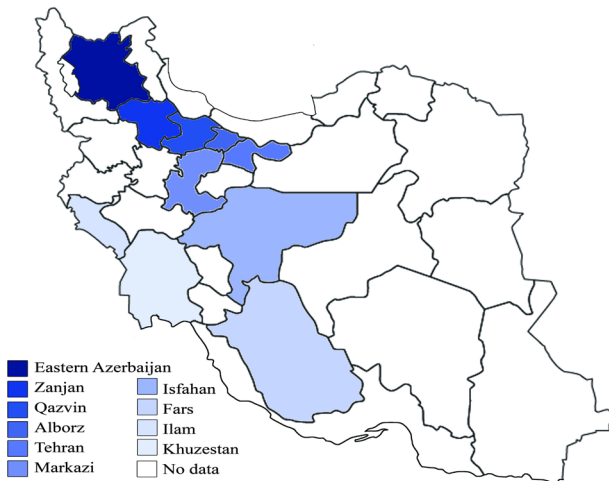 Eastern Azerbaijan
Zanjan
Qazvin
Alborz
Tehran
Markazi
Isfahan
Fars
Ilam
Khuzestan
No data